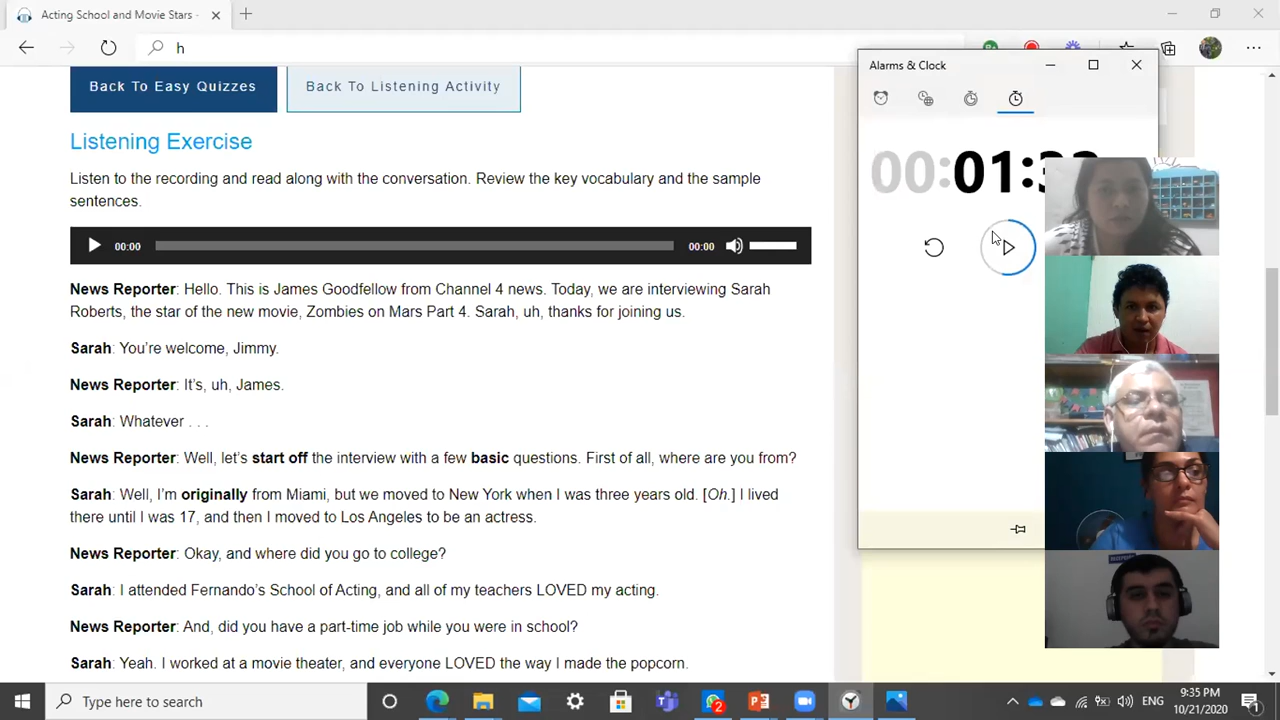 Acting School and Movie Stars -
h
Alarms & Clock
Back To Easy Quizzes
Back To Listening Activity
Listening Exercise
Listen to the recording and read along with the conversation. Review the key vocabulary and the sample
sentences.
00:00
00:00
00:01:33
News Reporter: Hello. This is James Goodfellow from Channel 4 news. Today, we are interviewing Sarah
Roberts, the star of the new movie, Zombies on Mars Part 4. Sarah, uh, thanks for joining us.
Sarah: You're welcome, Jimmy.
News Reporter: It's, uh, James.
Sarah: Whatever . . .
News Reporter: Well, let's start off the interview with a few basic questions. First of all, where are you from?
Sarah: Well, I'm originally from Miami, but we moved to New York when I was three years old. [Oh.] I lived
there until I was 17, and then I moved to Los Angeles to be an actress.
News Reporter: Okay, and where did you go to college?
Sarah: I attended Fernando's School of Acting, and all of my teachers LOVED my acting.
News Reporter: And, did you have a part-time job while you were in school?
Sarah: Yeah. I worked at a movie theater, and everyone LOVED the way I made the popcorn.
Type here to search
2
ENG
9:35 PM
10/21/2020
1